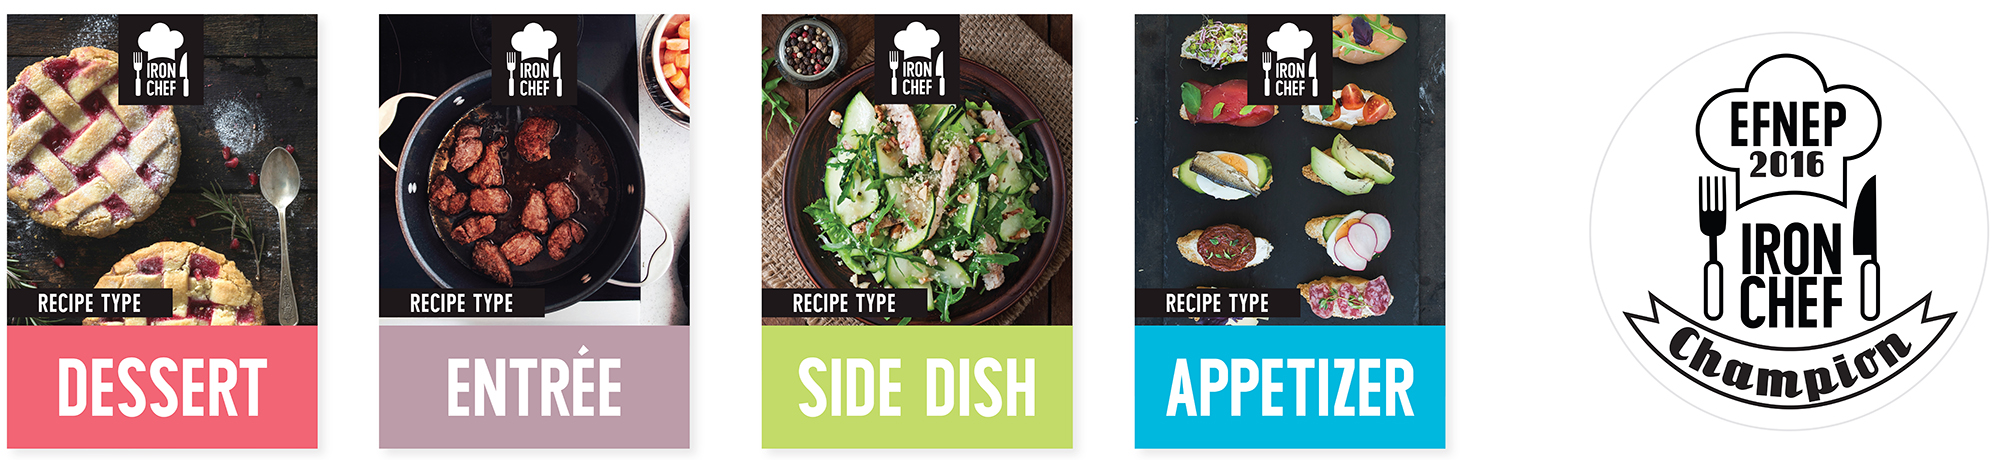 IRON
CHEF
RECIPE TYPE
DESSERT
IRON
CHEF
RECIPE TYPE
ENTRÉE
IRON
CHEF
RECIPE TYPE
SIDE DISH
IRON
CHEF
RECIPE TYPE
APPETIZER
EFNEP
2016
IRON
CHEF
Champion